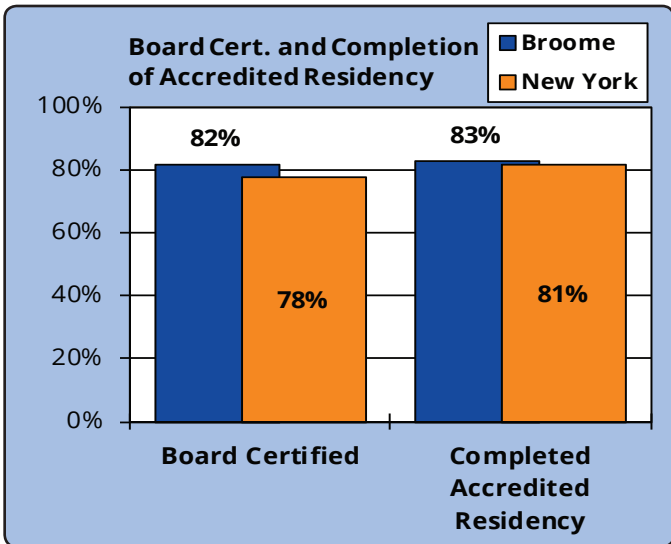 Board Cert. and Completion
of Accredited Residency
Broome
New York
100%
80%
60%
40%
20%
0%
82%
78%
83%
81%
Board Certified
Completed
Accredited
Residency